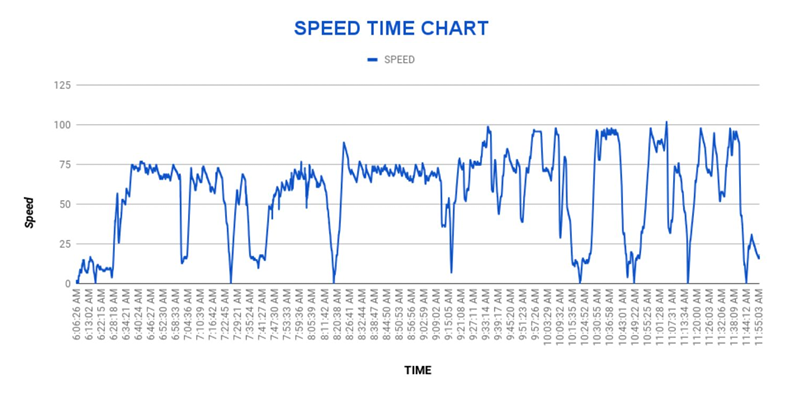 SPEED TIME CHART
SPEED
125
100
75
50
25
0
Speed
6:06:26 AM
6:13:02 AM
6:22:15 AM
6:28:18 AM
6:34:21 AM
6:40:24 AM
6:46:27 AM
6:52:30 AM
6:58:33 AM
7:04:36 AM
7:10:39 AM
7:16:42 AM
7:22:45 AM
7:29:21 AM
7:35:24 AM
7:41:27 AM
7:47:30 AM
7:53:33 AM
7:59:36 AM
8:05:39 AM
8:11:42 AM
8:20:38 AM
8:26:41 AM
8:32:44 AM
8:38:47 AM
8:44:50 AM
8:50:53 AM
8:56:56 AM
9:02:59 AM
9:09:02 AM
9:15:05 AM
9:21:08 AM
9:27:11 AM
9:33:14 AM
9:39:17 AM
9:45:20 AM
9:51:23 AM
9:57:26 AM
10:03:29 AM
10:09:32 AM
10:15:35 AM
10:24:52 AM
10:30:55 AM
10:36:58 AM
10:43:01 AM
10:49:22 AM
10:55:25 AM
11:01:28 AM
11:07:31 AM
11:13:34 AM
11:20:00 AM
11:26:03 AM
11:32:06 AM
11:38:09 AM
11:44:12 AM
11:55:03 AM
TIME